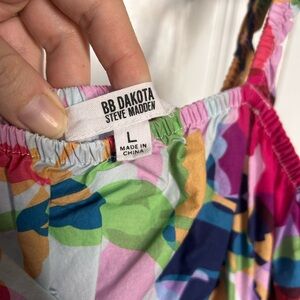 BB DAKOTA
STEVE MADDEN
L
MADE IN
CHINA